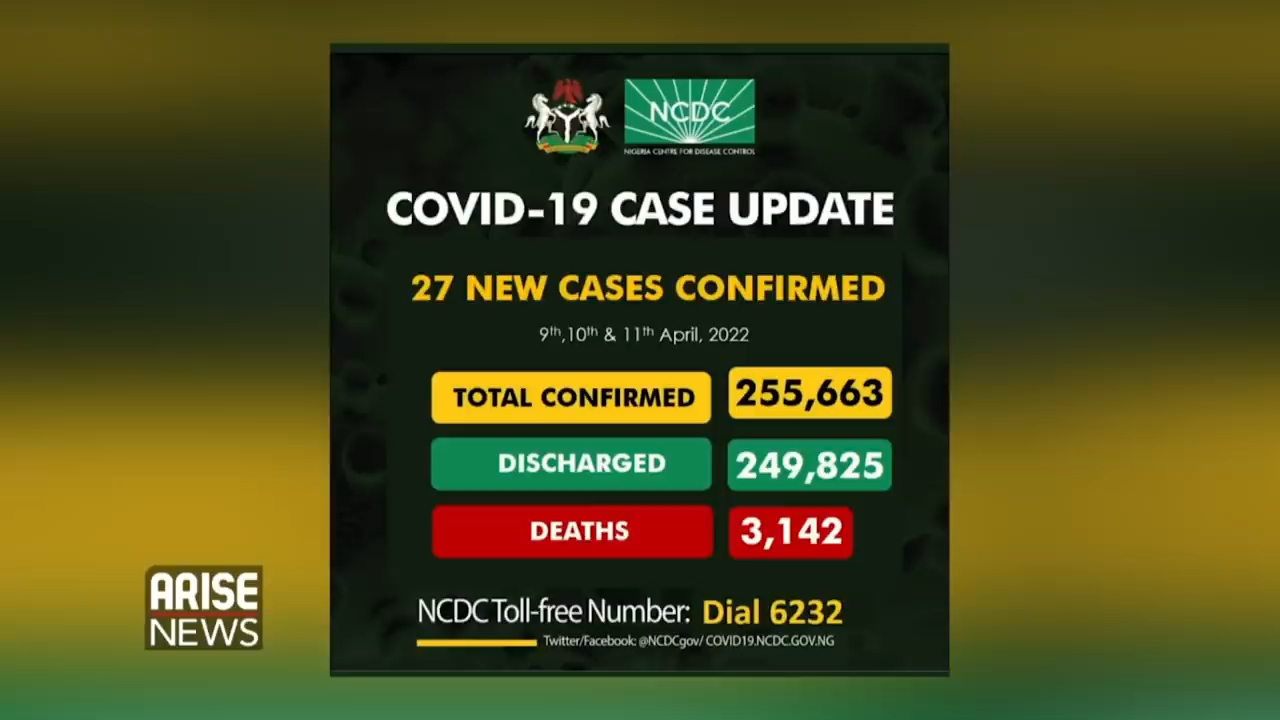 NCDC
NIGERIA CENTRE FOR DISEASE CONTROL
COVID-19 CASE UPDATE
27 NEW CASES CONFIRMED
9th,10th & 11th April, 2022
TOTAL CONFIRMED 255,663
DISCHARGED 249,825
DEATHS 3,142
NCDC Toll-free Number: Dial 6232
Twitter/Facebook: @NCDCgov/ COVID19.NCDC.GOV.NG
ARISE
NEWS